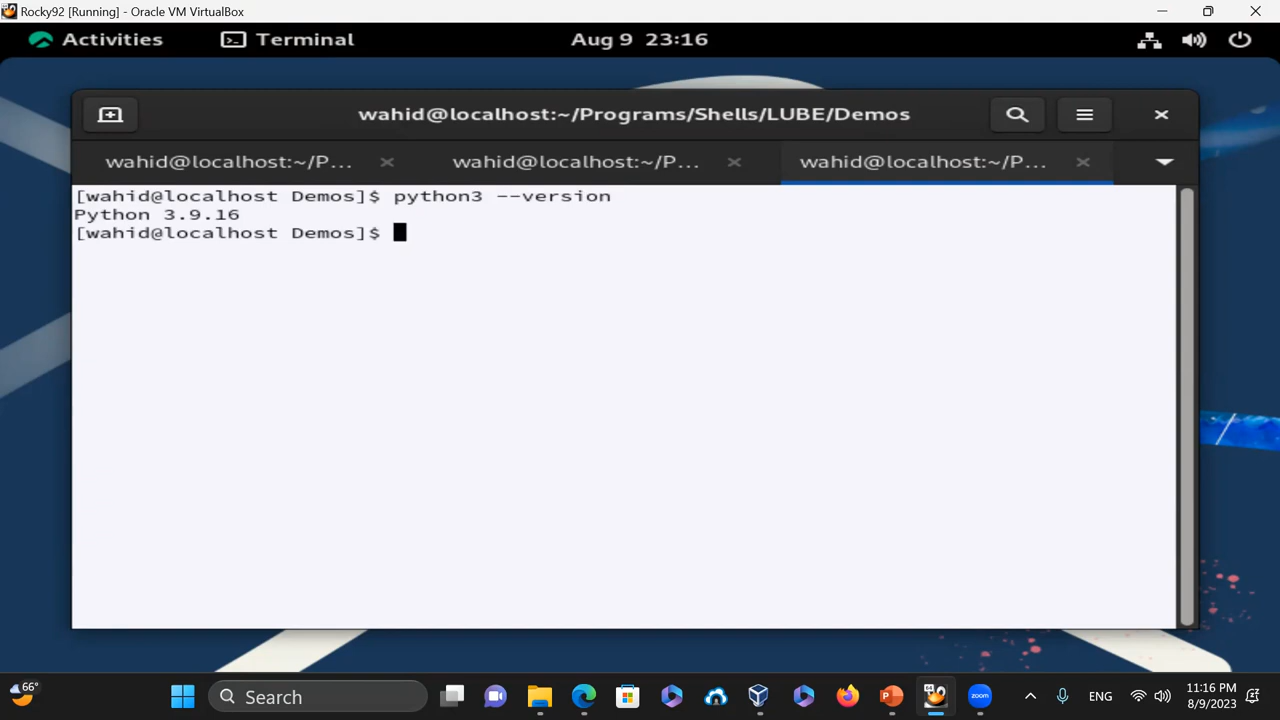 Rocky92 [Running] - Oracle VM VirtualBox
Activities Terminal Aug 9 23:16
wahid@localhost:~/Programs/Shells/LUBE/Demos
wahid@localhost:~/P... wahid@localhost:~/P... wahid@localhost:~/P...
[wahid@localhost Demos]$ python3 --version
Python 3.9.16
[wahid@localhost Demos]$
66°
Search
zoom
ENG
11:16 PM
8/9/2023